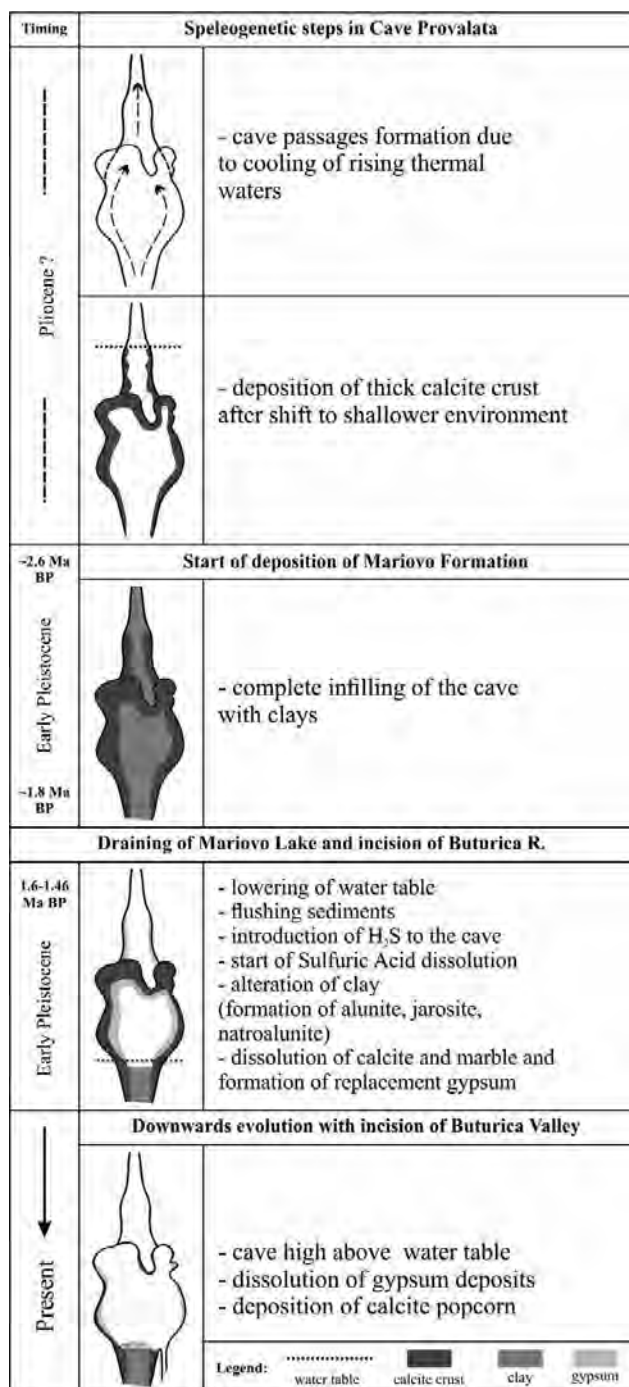 Timing
Speleogenetic steps in Cave Provalata
Pliocene ?
- cave passages formation due
to cooling of rising thermal
waters
- deposition of thick calcite crust
after shift to shallower environment
~2.6 Ma
BP
Start of deposition of Mariovo Formation
Early Pleistocene
- complete infilling of the cave
with clays
~1.8 Ma
BP
Draining of Mariovo Lake and incision of Buturica R.
1.6-1.46
Ma BP
Early Pleistocene
- lowering of water table
- flushing sediments
- introduction of H₂S to the cave
- start of Sulfuric Acid dissolution
- alteration of clay
(formation of alunite, jarosite,
natroalunite)
- dissolution of calcite and marble and
formation of replacement gypsum
Downwards evolution with incision of Buturica Valley
Present
- cave high above water table
- dissolution of gypsum deposits
- deposition of calcite popcorn
Legend:
water table
calcite crust
clay
gypsum